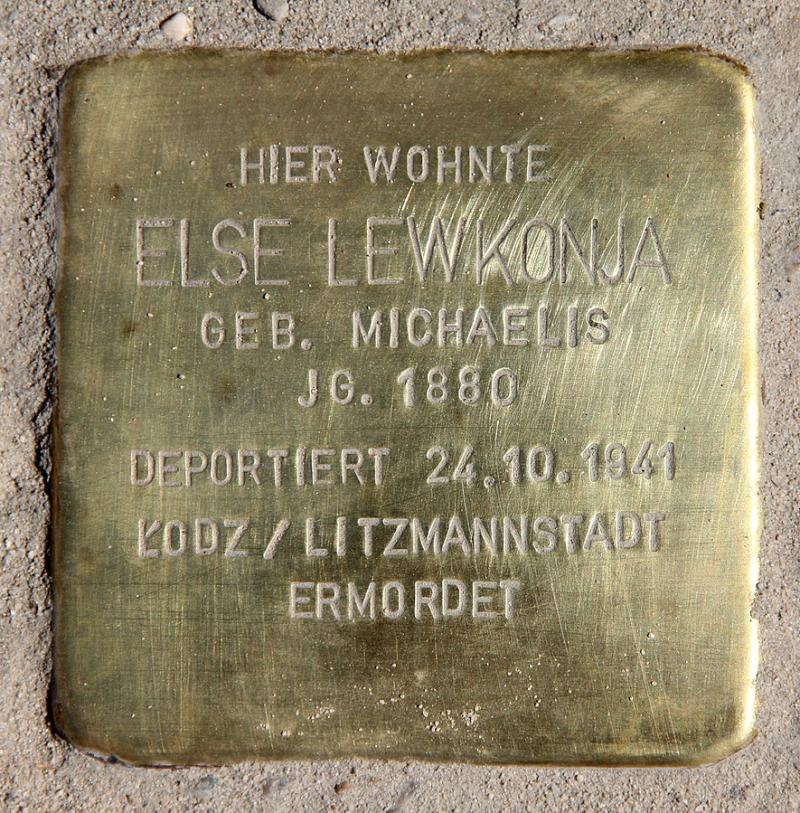 HIER WOHNTE
ELSE LEWKONJA
GEB. MICHAELIS
JG. 1880
DEPORTIERT 24.10.1941
ŁODZ / LITZMANNSTADT
ERMORDET